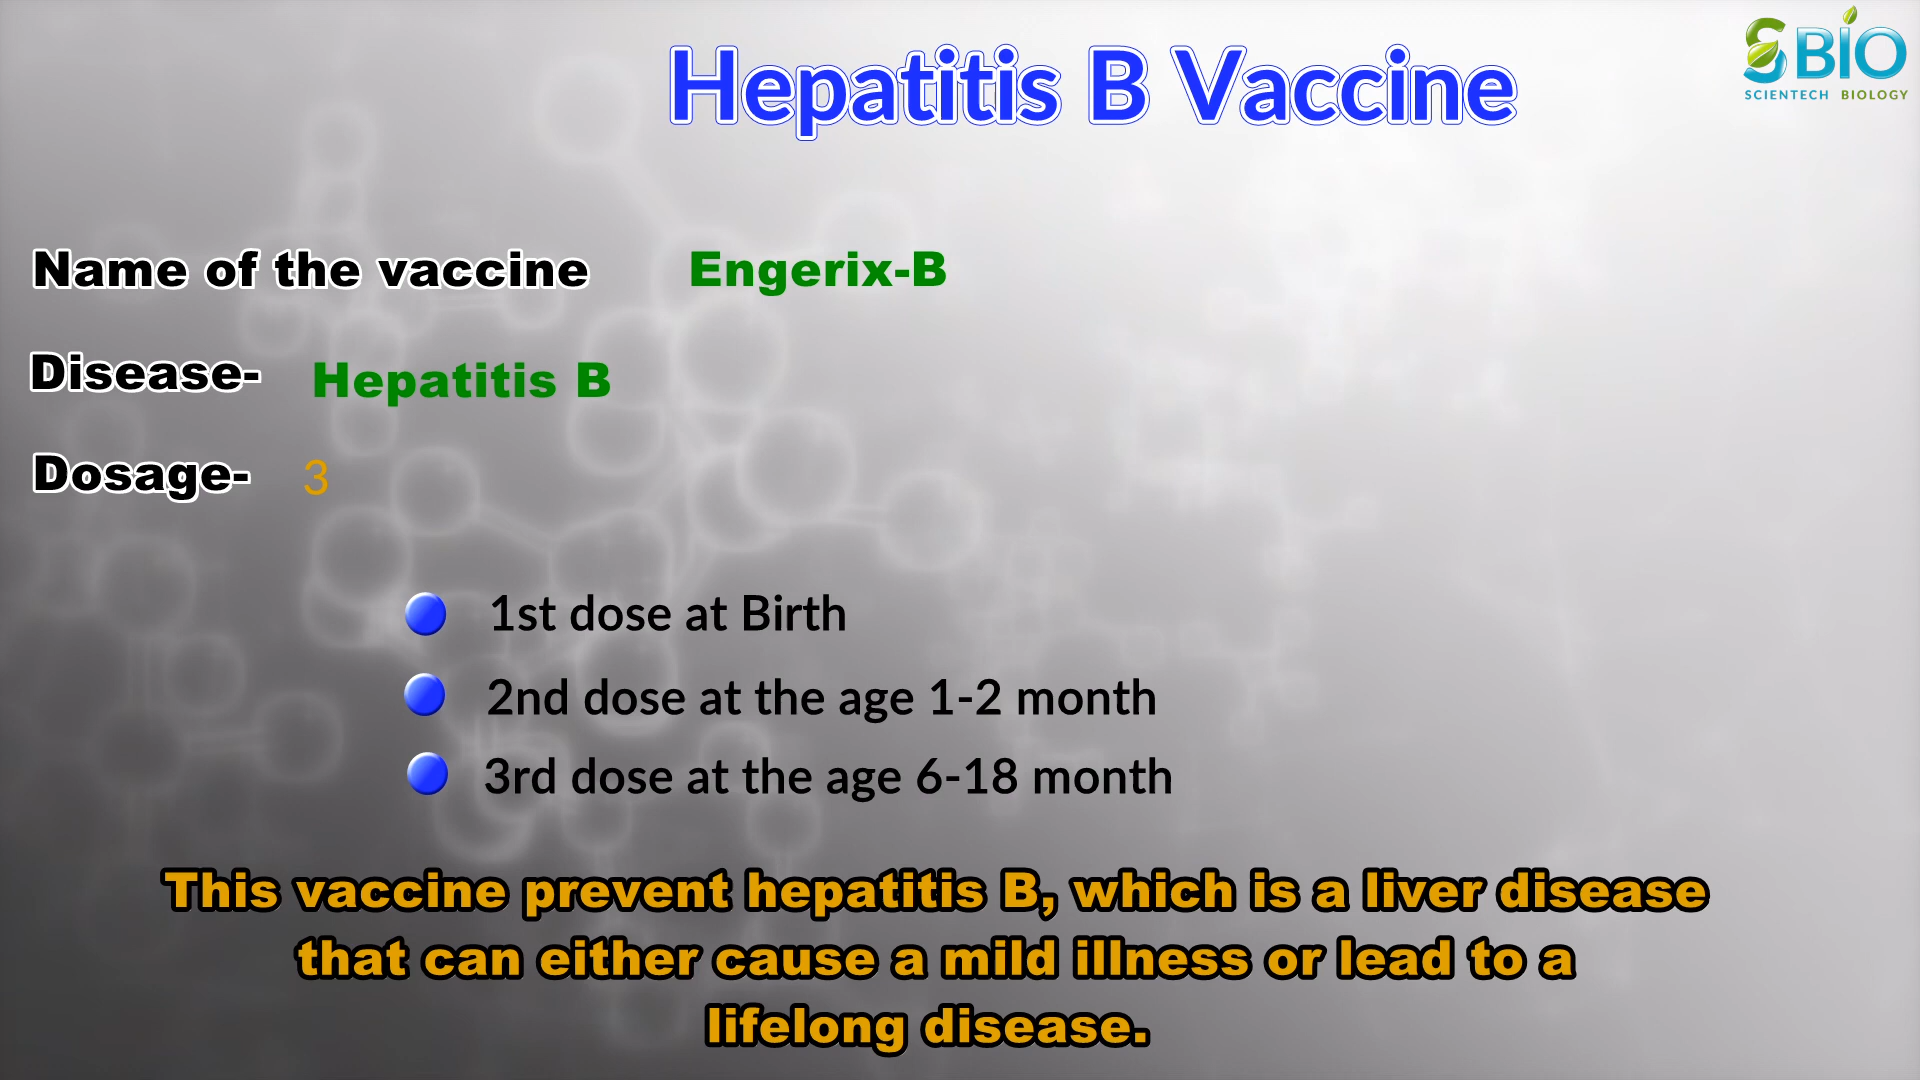 Hepatitis B Vaccine
SBIO
SCIENTECH BIOLOGY
Name of the vaccine Engerix-B
Disease- Hepatitis B
Dosage- 3
1st dose at Birth
2nd dose at the age 1-2 month
3rd dose at the age 6-18 month
This vaccine prevent hepatitis B, which is a liver disease
that can either cause a mild illness or lead to a
lifelong disease.